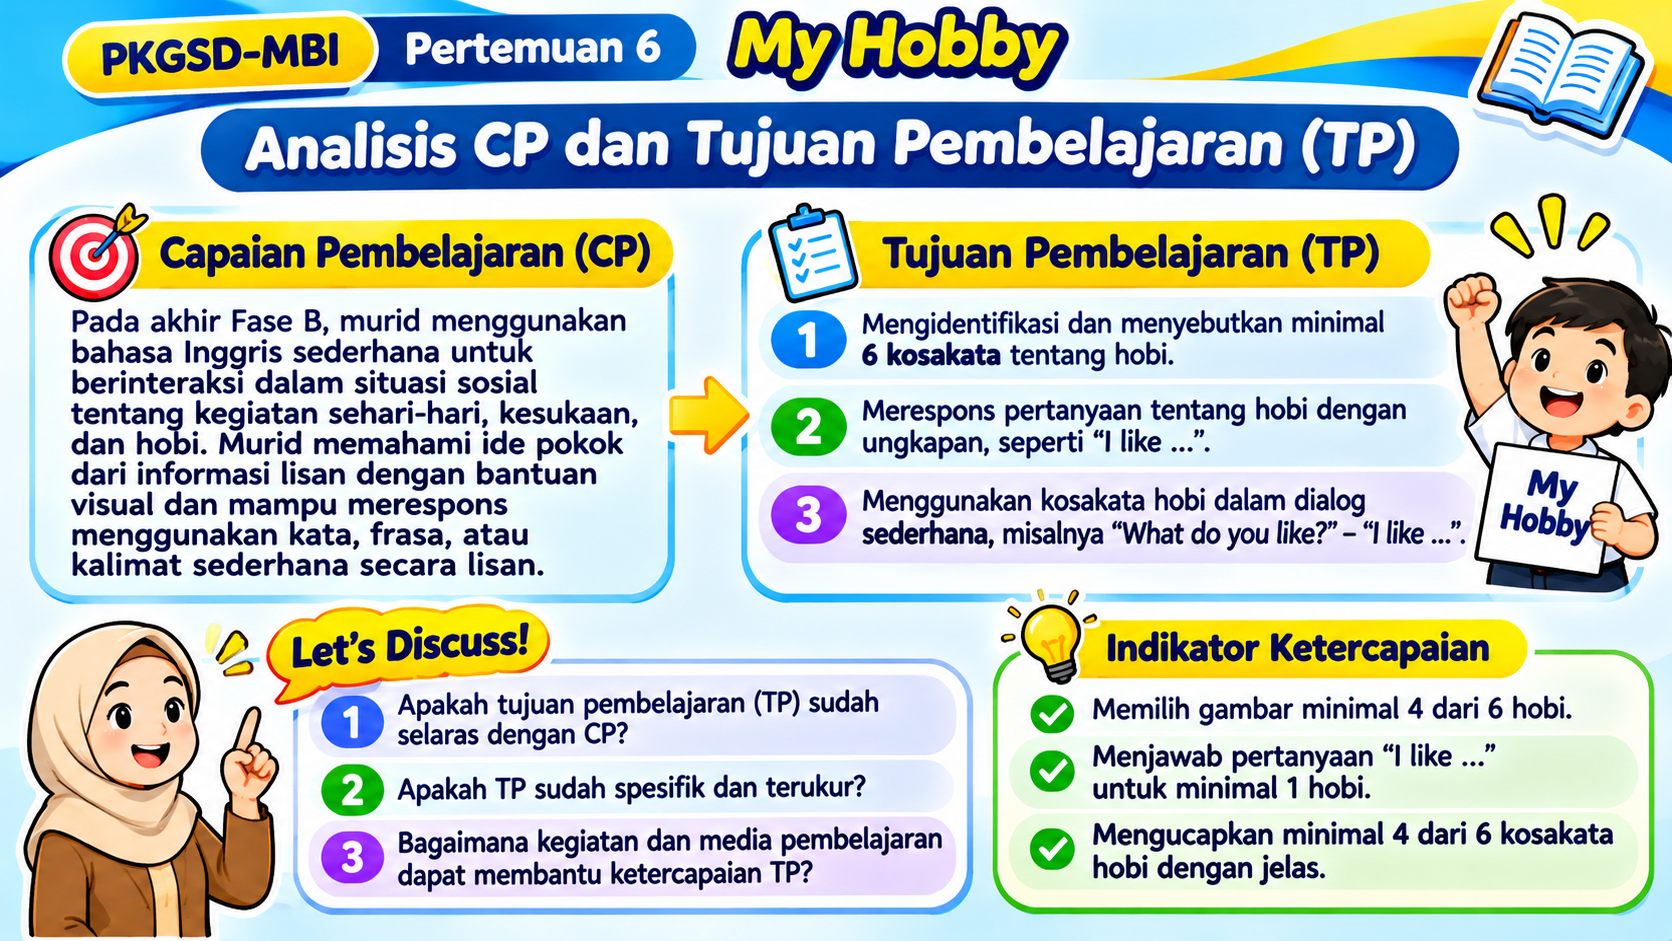 PKGSD-MBI
Pertemuan 6
My Hobby
Analisis CP dan Tujuan Pembelajaran (TP)
Capaian Pembelajaran (CP)
Pada akhir Fase B, murid menggunakan
bahasa Inggris sederhana untuk
berinteraksi dalam situasi sosial
tentang kegiatan sehari-hari, kesukaan,
dan hobi. Murid memahami ide pokok
dari informasi lisan dengan bantuan
visual dan mampu merespons
menggunakan kata, frasa, atau
kalimat sederhana secara lisan.
Tujuan Pembelajaran (TP)
1
Mengidentifikasi dan menyebutkan minimal
6 kosakata tentang hobi.
2
Merespons pertanyaan tentang hobi dengan
ungkapan, seperti “I like ...”.
3
Menggunakan kosakata hobi dalam dialog
sederhana, misalnya “What do you like?” – “I like ...”.
My
Hobby
Let's Discuss!
1
Apakah tujuan pembelajaran (TP) sudah
selaras dengan CP?
2
Apakah TP sudah spesifik dan terukur?
3
Bagaimana kegiatan dan media pembelajaran
dapat membantu ketercapaian TP?
Indikator Ketercapaian
Memilih gambar minimal 4 dari 6 hobi.
Menjawab pertanyaan “I like ...”
untuk minimal 1 hobi.
Mengucapkan minimal 4 dari 6 kosakata
hobi dengan jelas.